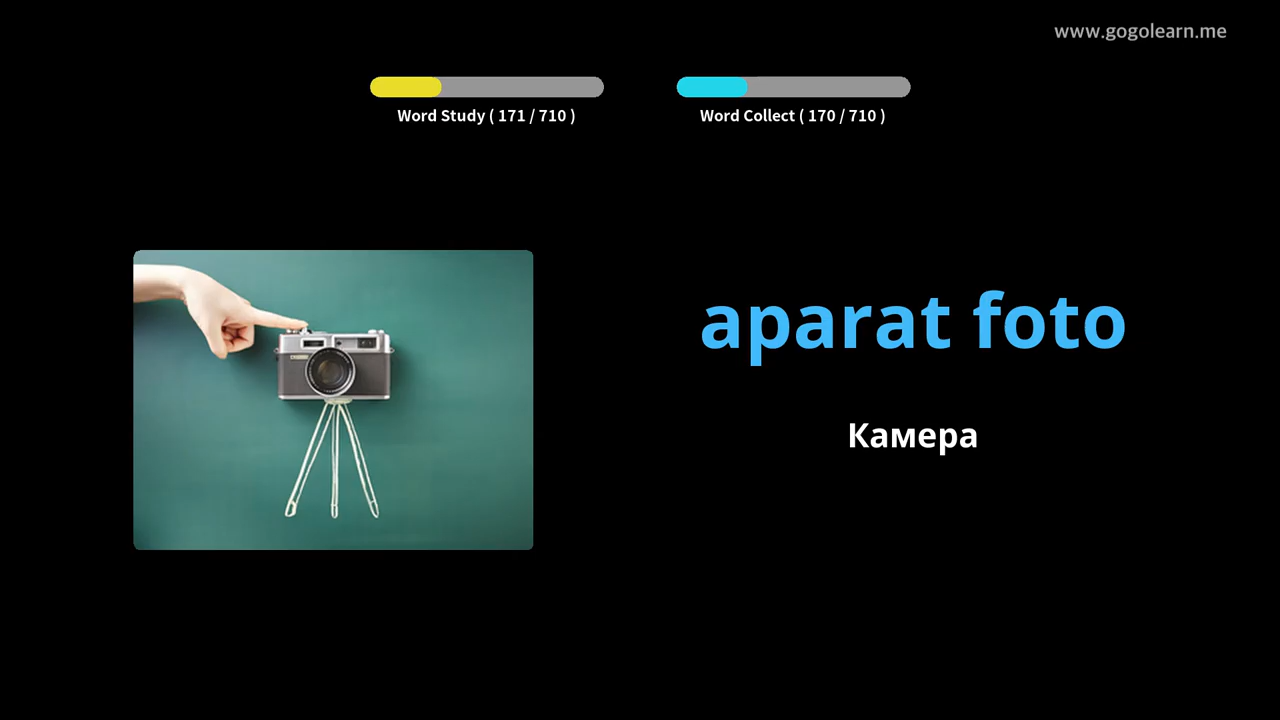 www.gogolearn.me
Word Study ( 171 / 710 )
Word Collect ( 170 / 710 )
aparat foto
Камера